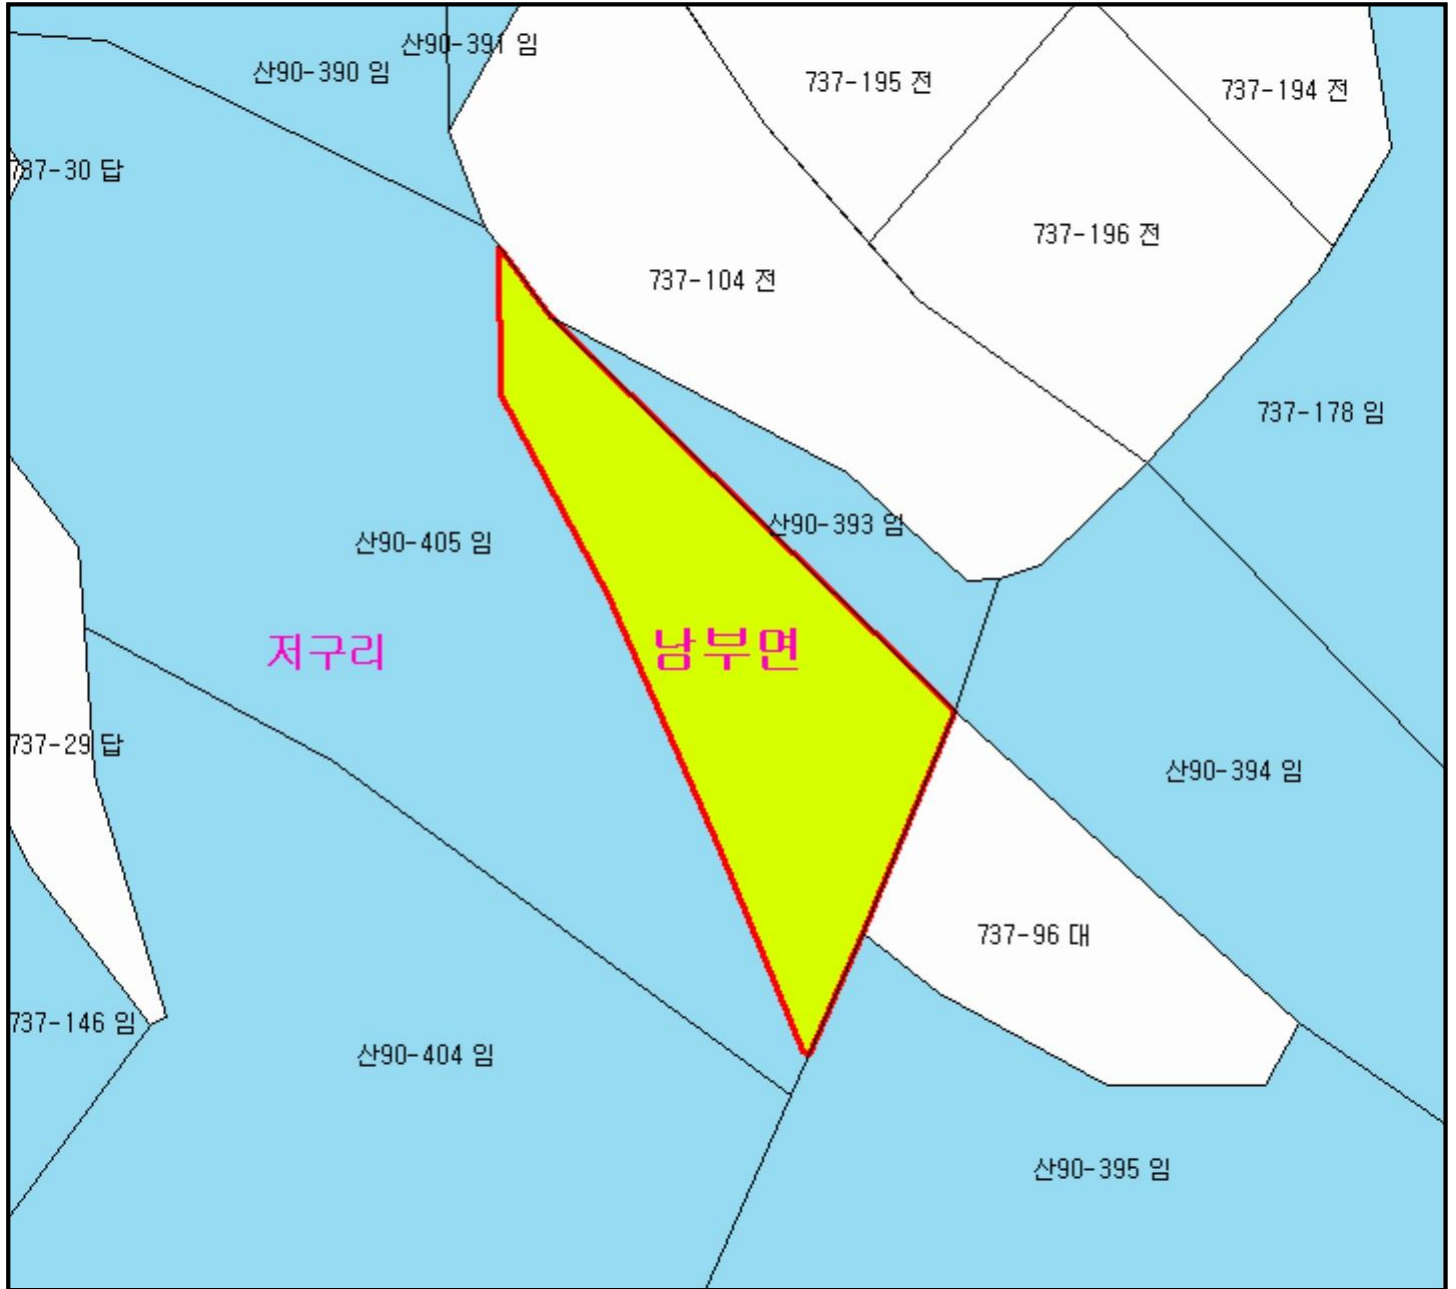 산90-391 임
산90-390 임
737-195 전
737-194 전
737-30 답
737-196 전
737-104 전
737-178 임
산90-393 임
산90-405 임
저구리
남부면
737-29 답
산90-394 임
737-96 대
737-146 임
산90-404 임
산90-395 임